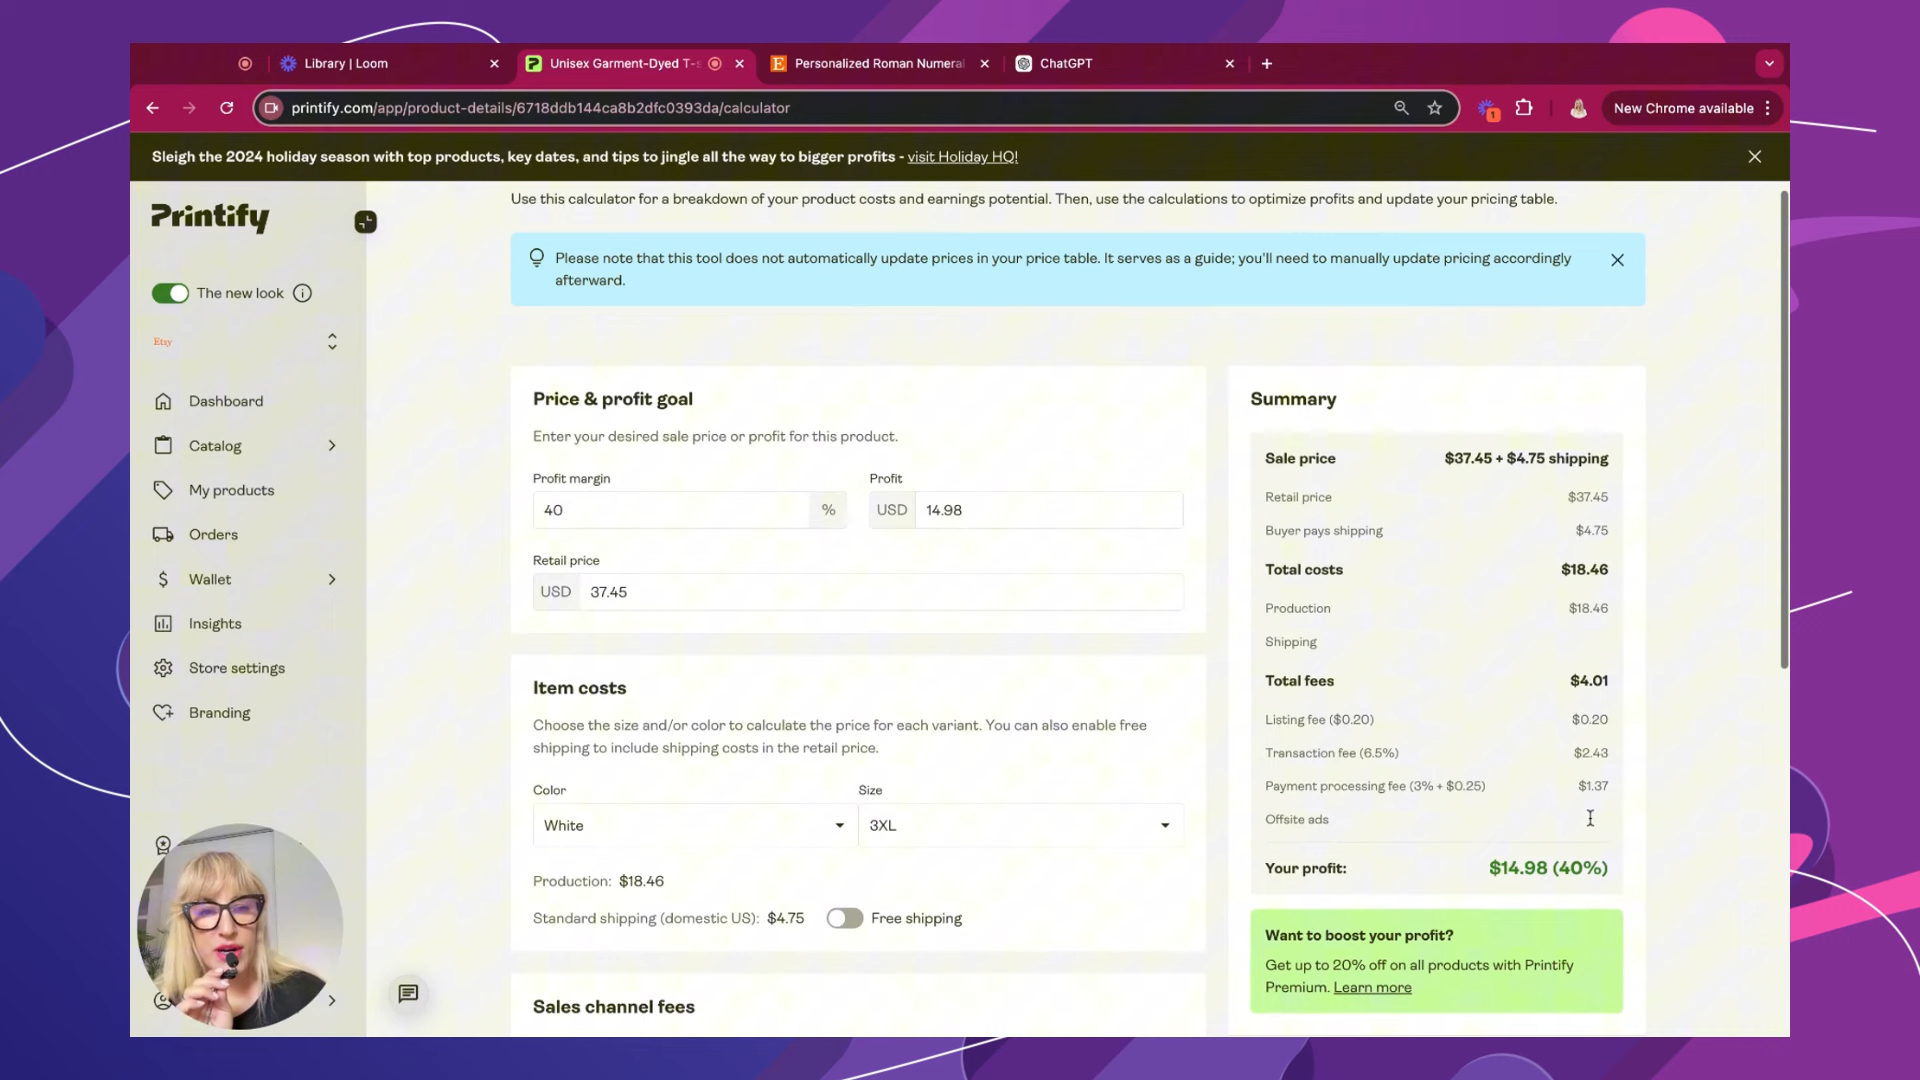 Library | Loom
Unisex Garment-Dyed T-s
Personalized Roman Numeral
ChatGPT
printify.com/app/product-details/6718ddb144ca8b2dfc0393da/calculator
1
New Chrome available
Sleigh the 2024 holiday season with top products, key dates, and tips to jingle all the way to bigger profits - visit Holiday HQ!
Printify
The new look
Etsy
Dashboard
Catalog
My products
Orders
Wallet
Insights
Store settings
Branding
Use this calculator for a breakdown of your product costs and earnings potential. Then, use the calculations to optimize profits and update your pricing table.
Please note that this tool does not automatically update prices in your price table. It serves as a guide; you'll need to manually update pricing accordingly
afterward.
Price & profit goal
Enter your desired sale price or profit for this product.
Profit margin
40 %
Profit
USD 14.98
Retail price
USD 37.45
Item costs
Choose the size and/or color to calculate the price for each variant. You can also enable free
shipping to include shipping costs in the retail price.
Color
White
Size
3XL
Production: $18.46
Standard shipping (domestic US): $4.75 Free shipping
Sales channel fees
Summary
Sale price $37.45 + $4.75 shipping
Retail price $37.45
Buyer pays shipping $4.75
Total costs $18.46
Production $18.46
Shipping
Total fees $4.01
Listing fee ($0.20) $0.20
Transaction fee (6.5%) $2.43
Payment processing fee (3% + $0.25) $1.37
Offsite ads
Your profit: $14.98 (40%)
Want to boost your profit?
Get up to 20% off on all products with Printify
Premium. Learn more